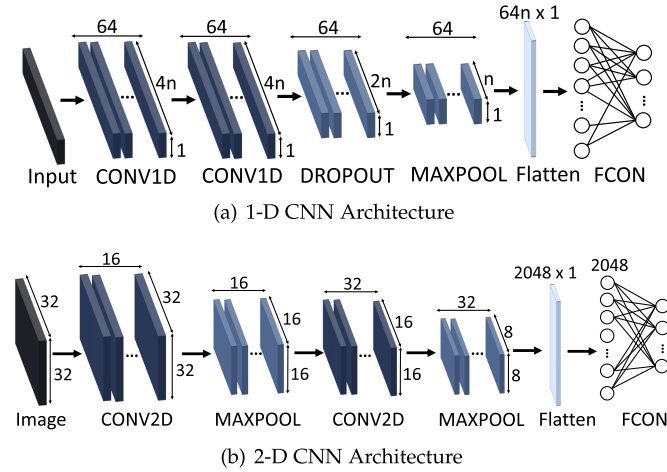 64 64 64 64 64n x 1
4n 4n 2n n
1 1 1 1
Input CONV1D CONV1D DROPOUT MAXPOOL Flatten FCON
(a) 1-D CNN Architecture
16 16 32 32 2048 x 1 2048
32 32 16 16 8
32 32 16 16 8
Image CONV2D MAXPOOL CONV2D MAXPOOL Flatten FCON
(b) 2-D CNN Architecture